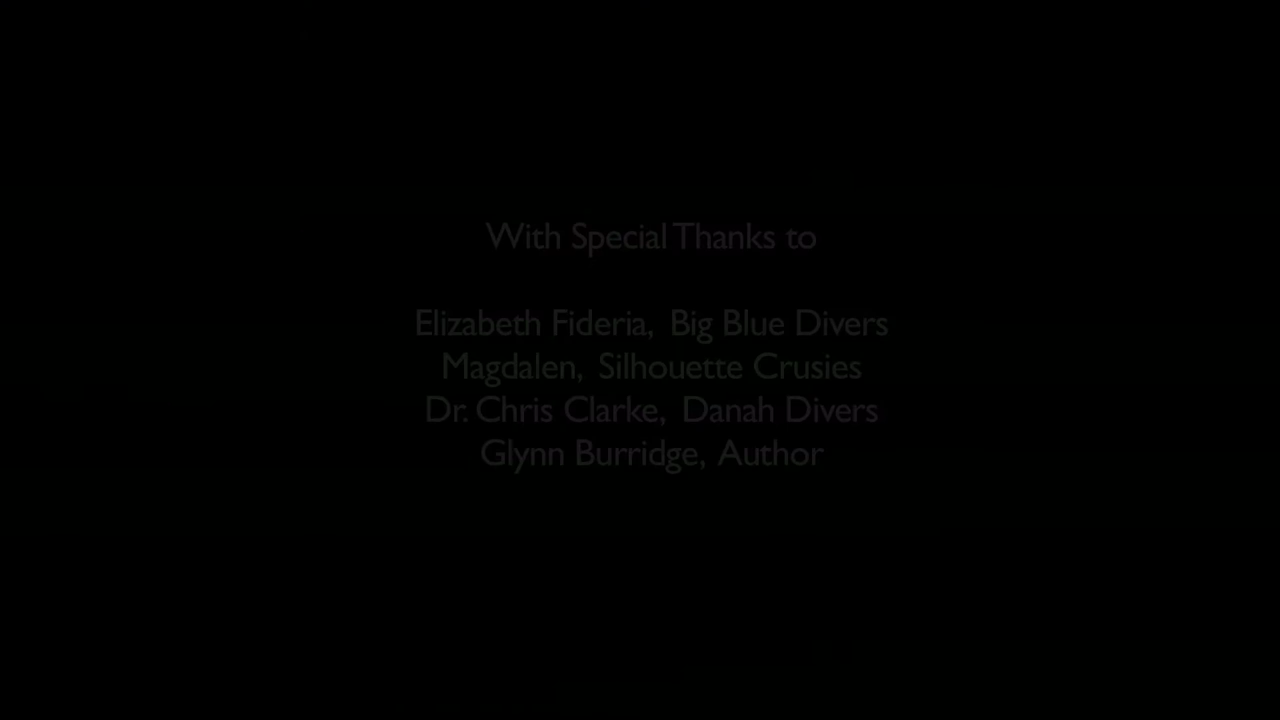 With Special Thanks to
Elizabeth Fideria, Big Blue Divers
Magdalen, Silhouette Crusies
Dr. Chris Clarke, Danah Divers
Glynn Burridge, Author